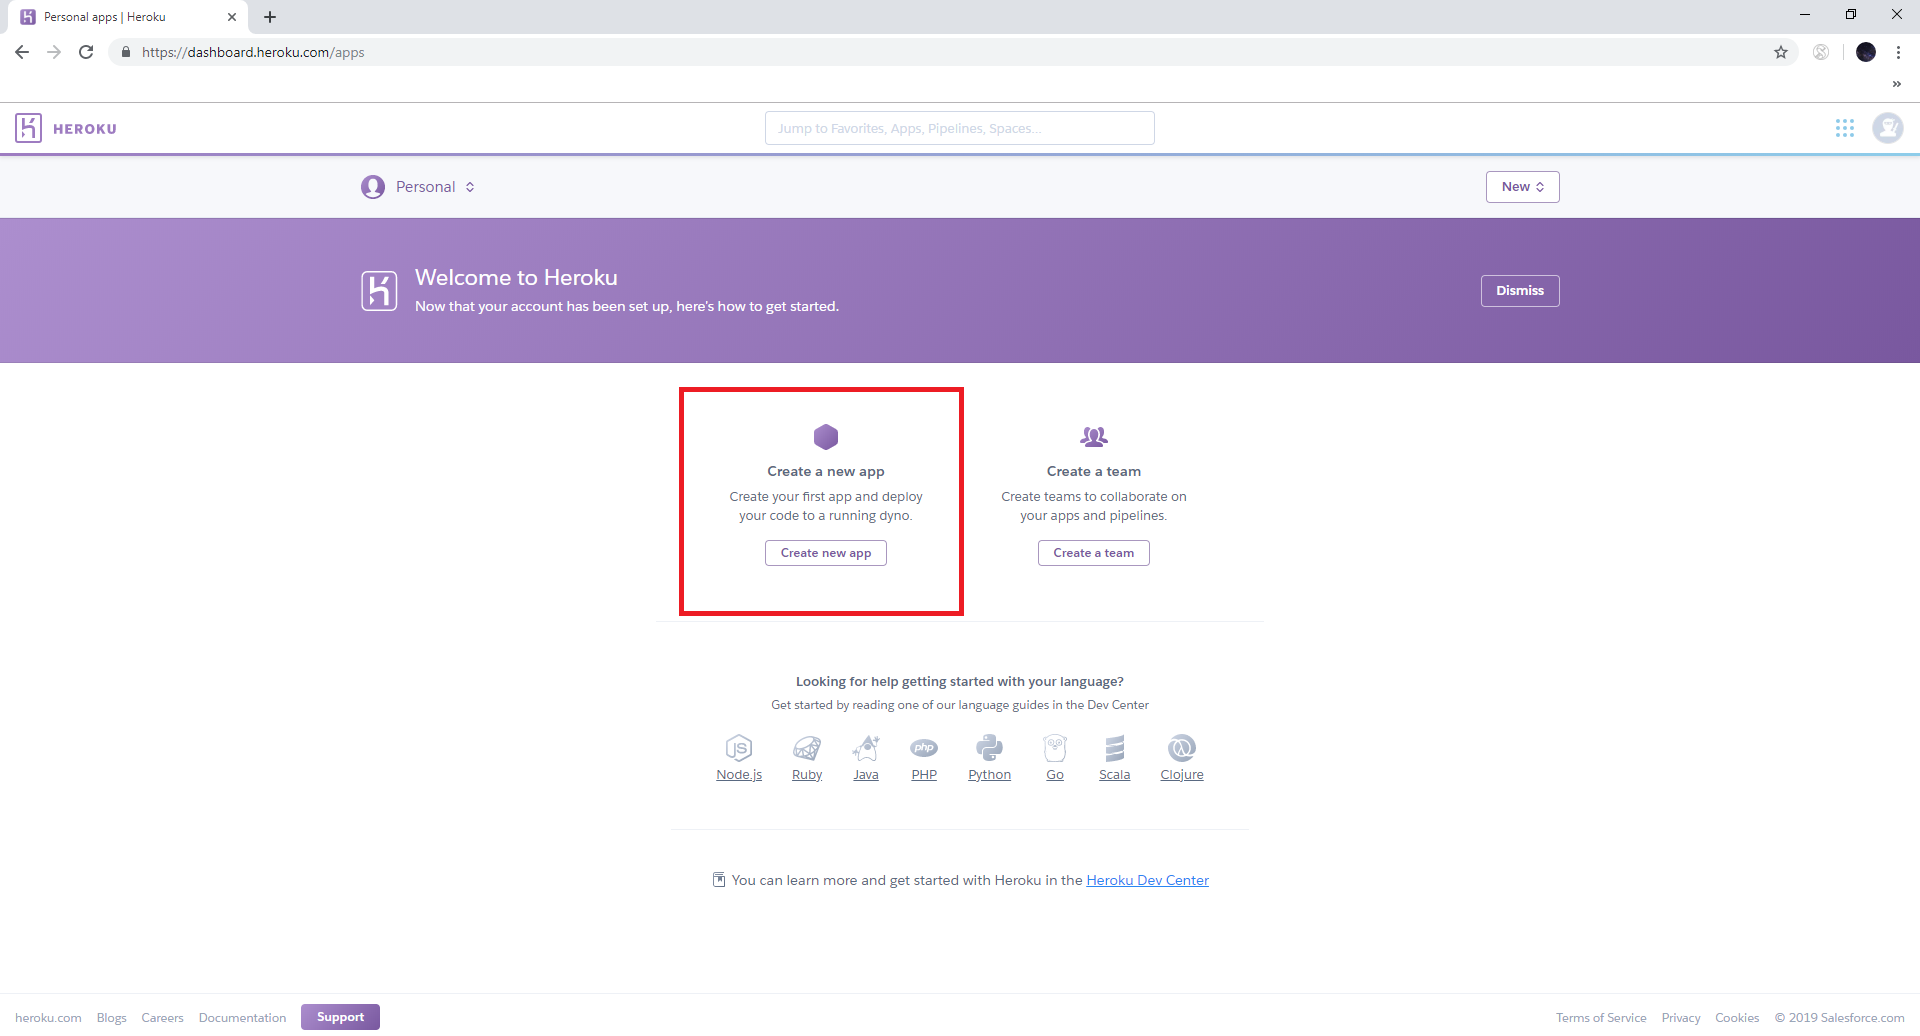 Personal apps | Heroku
https://dashboard.heroku.com/apps
HEROKU
Jump to Favorites, Apps, Pipelines, Spaces...
Personal
New
Welcome to Heroku
Now that your account has been set up, here's how to get started.
Dismiss
Create a new app
Create your first app and deploy
your code to a running dyno.
Create new app
Create a team
Create teams to collaborate on
your apps and pipelines.
Create a team
Looking for help getting started with your language?
Get started by reading one of our language guides in the Dev Center
JS
php
Node.js Ruby Java PHP Python Go Scala Clojure
You can learn more and get started with Heroku in the Heroku Dev Center
heroku.com Blogs Careers Documentation Support
Terms of Service Privacy Cookies © 2019 Salesforce.com